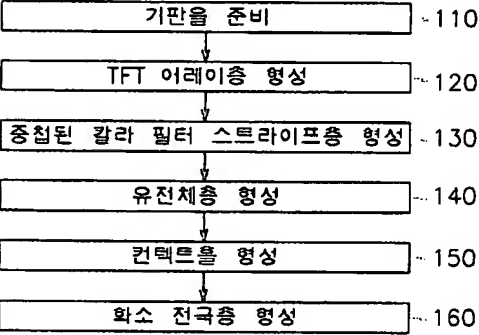 기판을 준비
110
TFT 어레이층 형성
120
중첩된 칼라 필터 스트라이프층 형성
130
유전체층 형성
140
컨텍트홀 형성
150
화소 전극층 형성
160